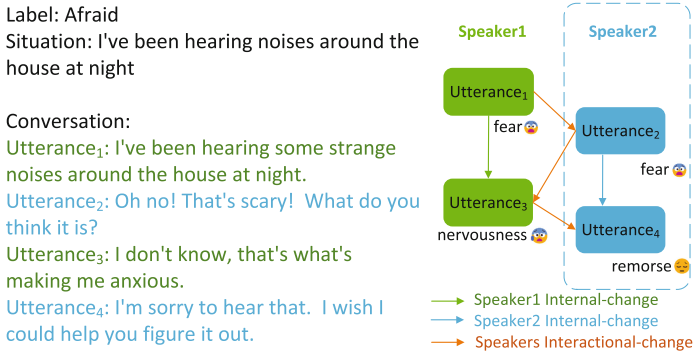 Label: Afraid
Situation: I've been hearing noises around the
house at night
Conversation:
Utterance₁: I've been hearing some strange
noises around the house at night.
Utterance₂: Oh no! That's scary!  What do you
think it is?
Utterance₃: I don't know, that's what's
making me anxious.
Utterance₄: I'm sorry to hear that.  I wish I
could help you figure it out.
Speaker1
Speaker2
Utterance₁
fear
Utterance₂
fear
Utterance₃
nervousness
Utterance₄
remorse
Speaker1 Internal-change
Speaker2 Internal-change
Speakers Interactional-change